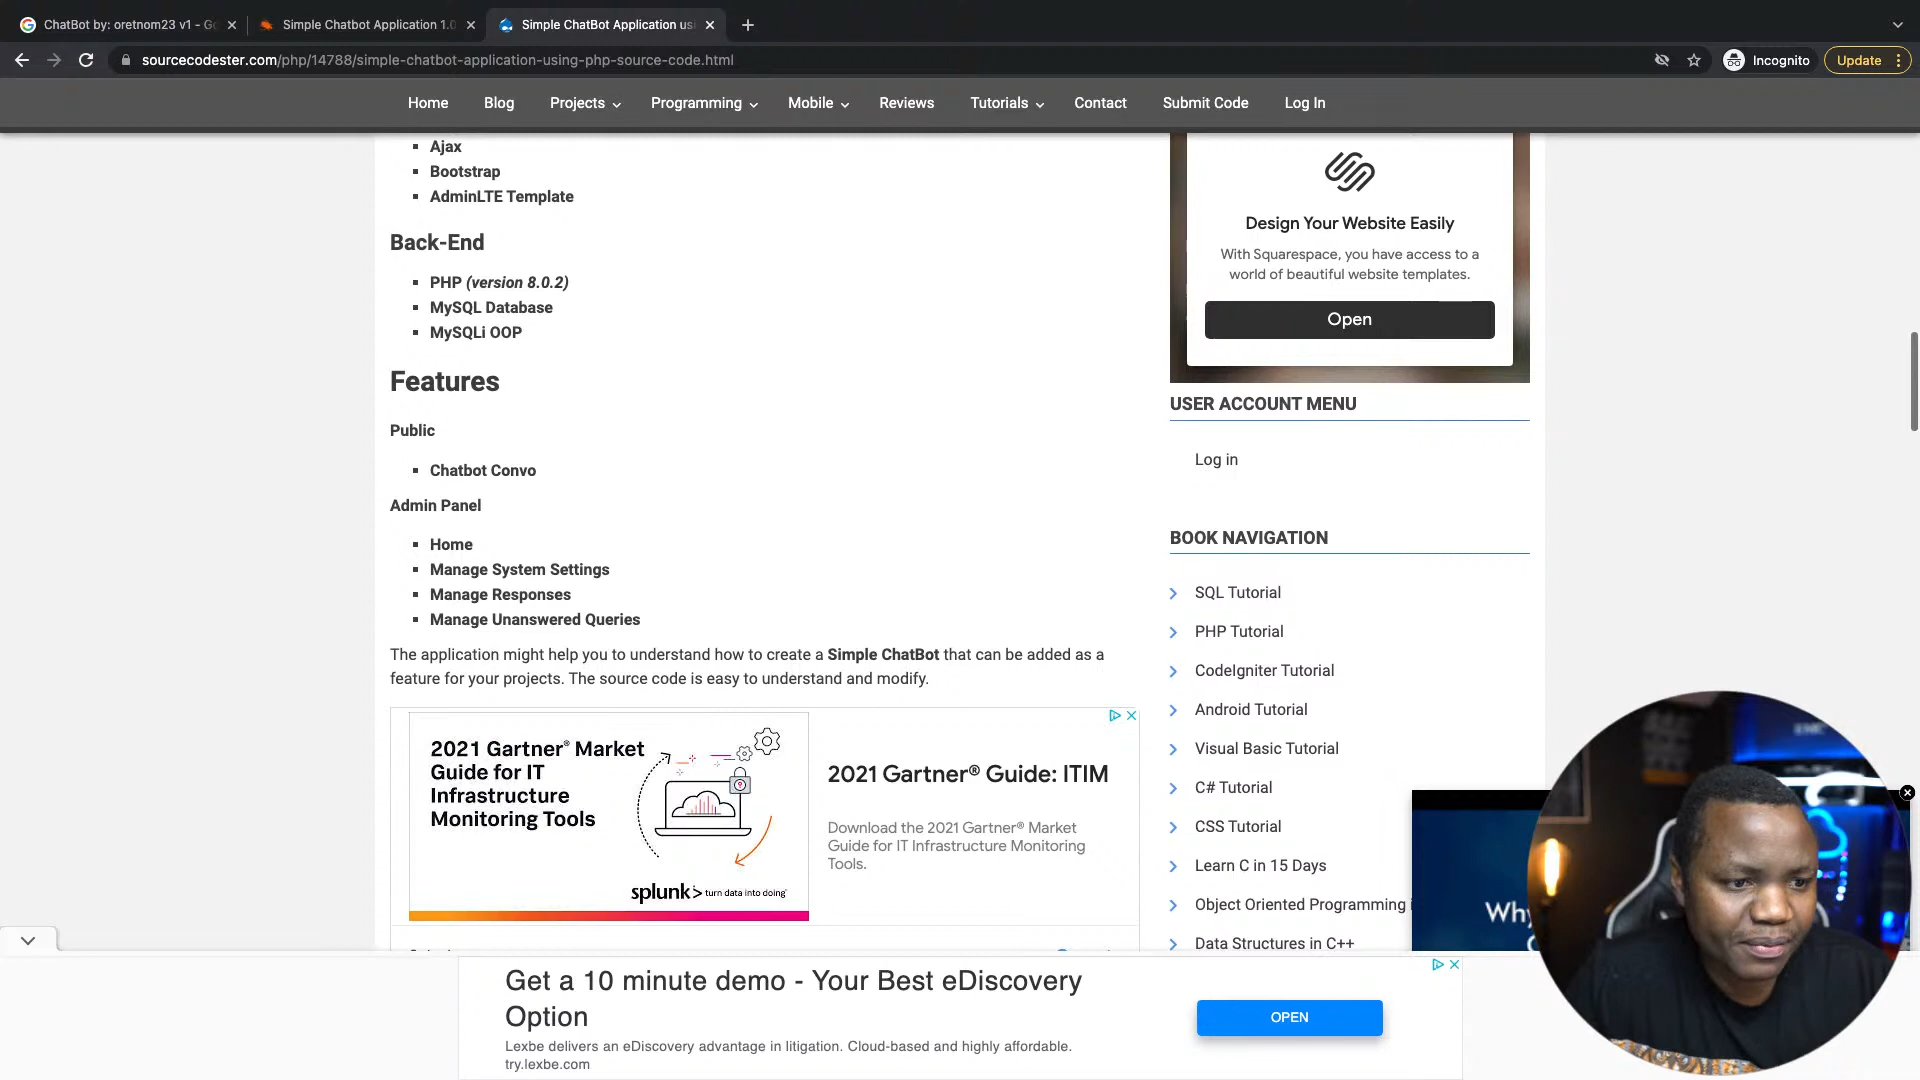 ChatBot by: oretnom23 v1 - Go
Simple Chatbot Application 1.0
Simple ChatBot Application usi
sourcecodester.com/php/14788/simple-chatbot-application-using-php-source-code.html
Incognito
Update
Home
Blog
Projects
Programming
Mobile
Reviews
Tutorials
Contact
Submit Code
Log In
Ajax
Bootstrap
AdminLTE Template
Back-End
PHP (version 8.0.2)
MySQL Database
MySQLi OOP
Features
Public
Chatbot Convo
Admin Panel
Home
Manage System Settings
Manage Responses
Manage Unanswered Queries
The application might help you to understand how to create a Simple ChatBot that can be added as a
feature for your projects. The source code is easy to understand and modify.
2021 Gartner® Market
Guide for IT
Infrastructure
Monitoring Tools
splunk> turn data into doing®
2021 Gartner® Guide: ITIM
Download the 2021 Gartner® Market
Guide for IT Infrastructure Monitoring
Tools.
Design Your Website Easily
With Squarespace, you have access to a
world of beautiful website templates.
Open
USER ACCOUNT MENU
Log in
BOOK NAVIGATION
SQL Tutorial
PHP Tutorial
CodeIgniter Tutorial
Android Tutorial
Visual Basic Tutorial
C# Tutorial
CSS Tutorial
Learn C in 15 Days
Object Oriented Programming i
Data Structures in C++
Why
Get a 10 minute demo - Your Best eDiscovery
Option
Lexbe delivers an eDiscovery advantage in litigation. Cloud-based and highly affordable.
try.lexbe.com
OPEN